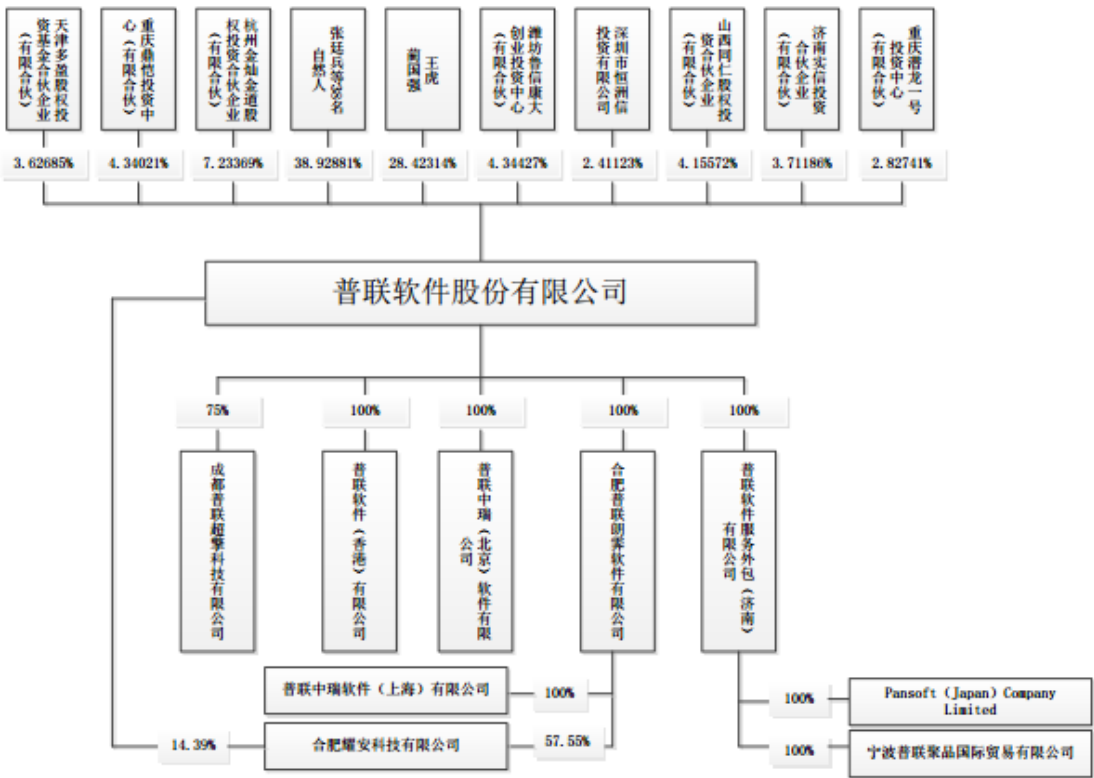 天津多盈股权投
资基金合伙企业
（有限合伙）
重庆鼎恺投资中
心（有限合伙）
杭州金灿金道股
权投资合伙企业
（有限合伙）
张廷兵等38名
自然人
王虎
蔺国强
潍坊鲁信康大
创业投资中心
（有限合伙）
深圳市恒洲信
投资有限公司
山西同仁股权投
资合伙企业
（有限合伙）
济南实信投资
合伙企业
（有限合伙）
重庆潜龙一号
投资中心
（有限合伙）
3.62685%
4.34021%
7.23369%
38.92881%
28.42314%
4.34427%
2.41123%
4.15572%
3.71186%
2.82741%
普联软件股份有限公司
75%
100%
100%
100%
100%
成都普联超擎科技有限公司
普联软件（香港）有限公司
普联中瑞（北京）软件有限
公司
合肥普联朗霁软件有限公司
普联软件服务外包（济南）
有限公司
普联中瑞软件（上海）有限公司
100%
100%
Pansoft (Japan) Company
Limited
14.39%
合肥耀安科技有限公司
57.55%
100%
宁波普联聚品国际贸易有限公司